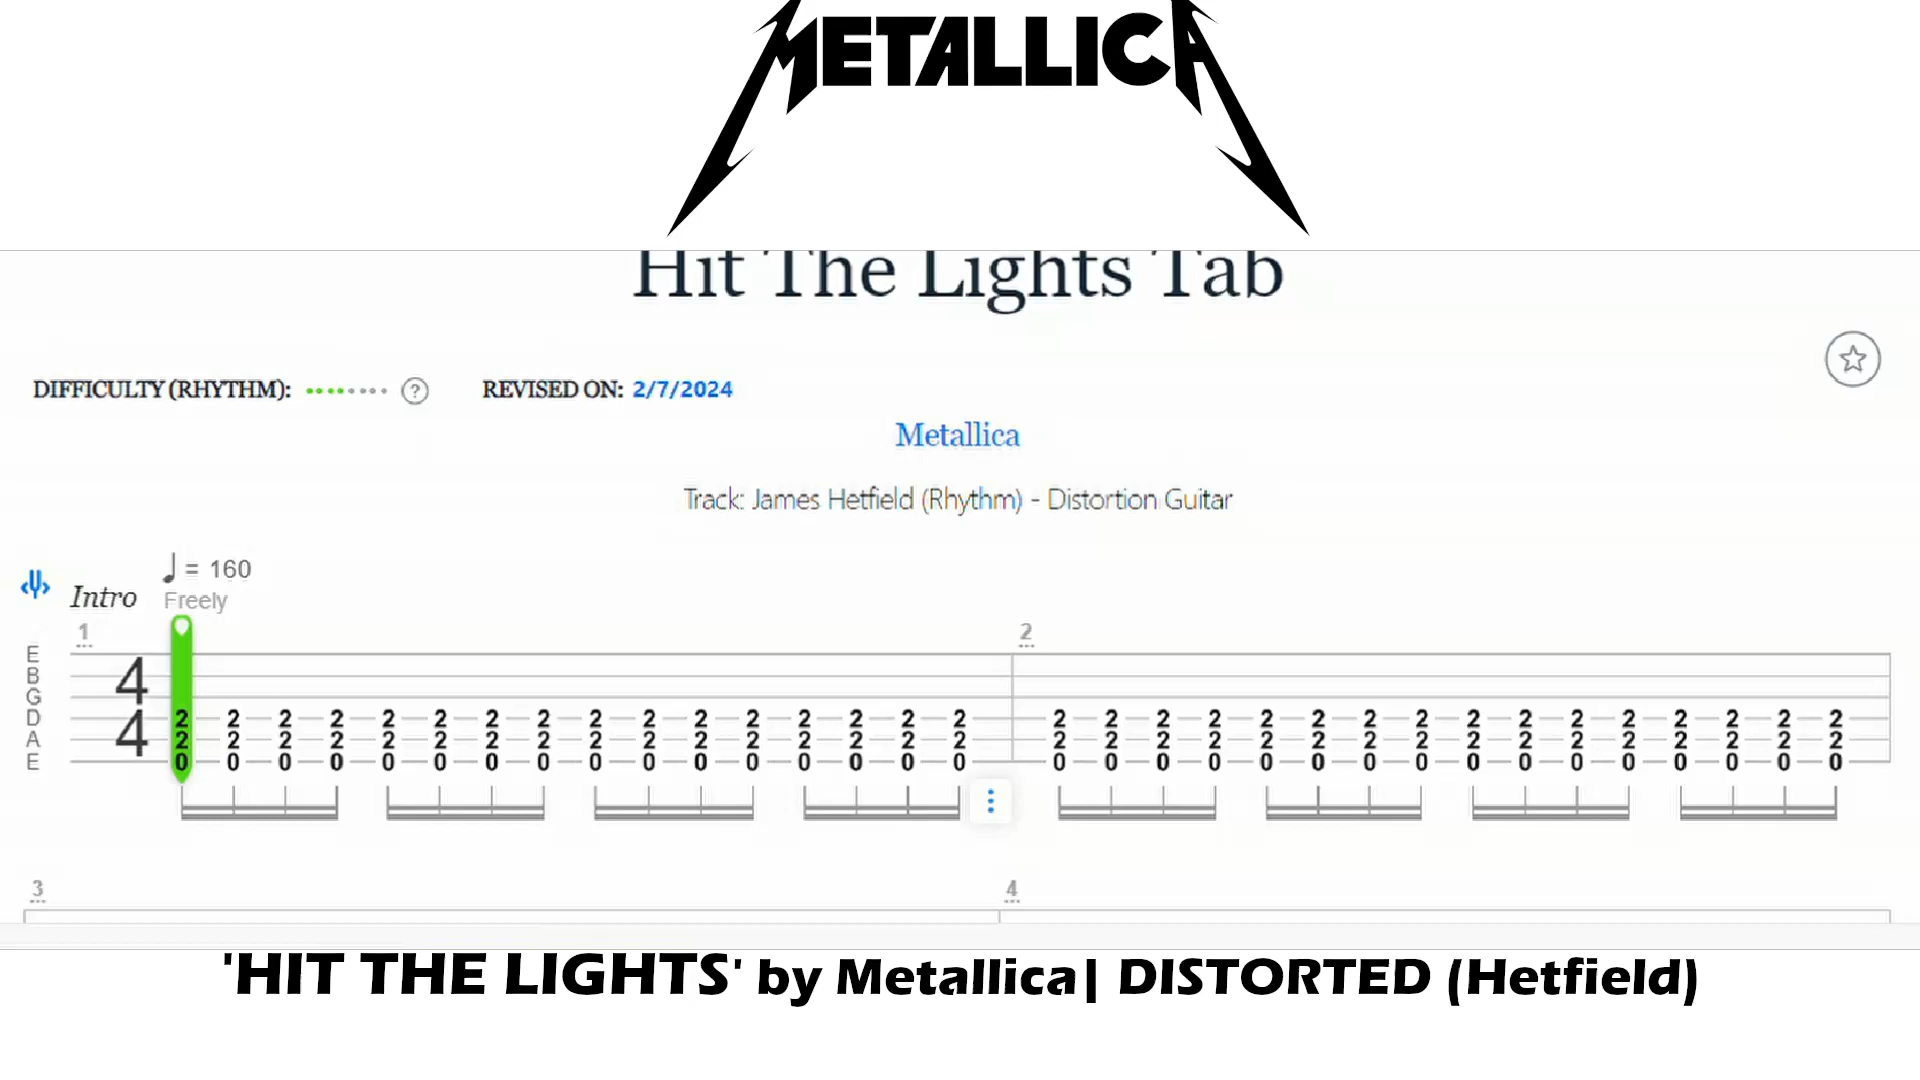 METALLICA
Hit The Lights Tab
DIFFICULTY (RHYTHM): ? REVISED ON: 2/7/2024
Metallica
Track: James Hetfield (Rhythm) - Distortion Guitar
Intro ♩ = 160
Freely
1 2
E
B
G
D 2 2 2 2 2 2 2 2 2 2 2 2 2 2 2 2 2 2 2 2 2 2 2 2 2 2 2 2 2 2 2 2
A 2 2 2 2 2 2 2 2 2 2 2 2 2 2 2 2 2 2 2 2 2 2 2 2 2 2 2 2 2 2 2 2
E 0 0 0 0 0 0 0 0 0 0 0 0 0 0 0 0 0 0 0 0 0 0 0 0 0 0 0 0 0 0 0 0
4
4
3 4
'HIT THE LIGHTS' by Metallica| DISTORTED (Hetfield)